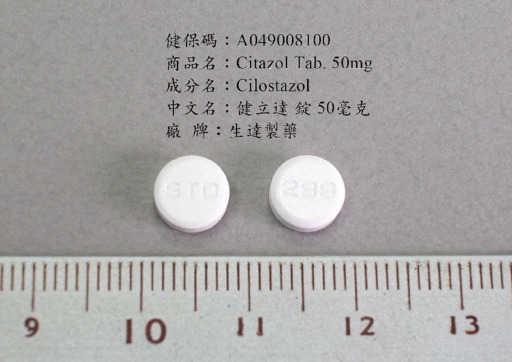 健保碼：A049008100
商品名：Citazol Tab. 50mg
成分名：Cilostazol
中文名：健立達 錠 50毫克
廠 牌：生達製藥
STD 299
9 10 11 12 13